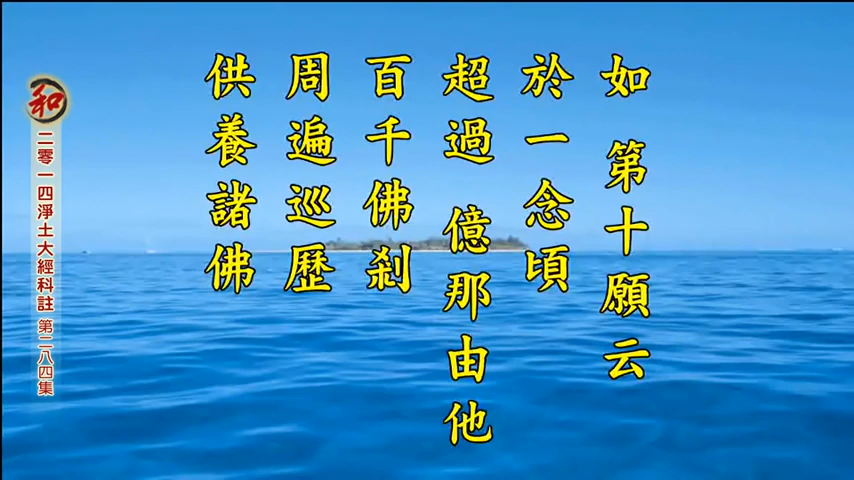 如 第十願云
於一念頃
超過 億那由他
百千佛剎
周遍巡歷
供養諸佛
和
二零一四淨土大經科註 第二八四集